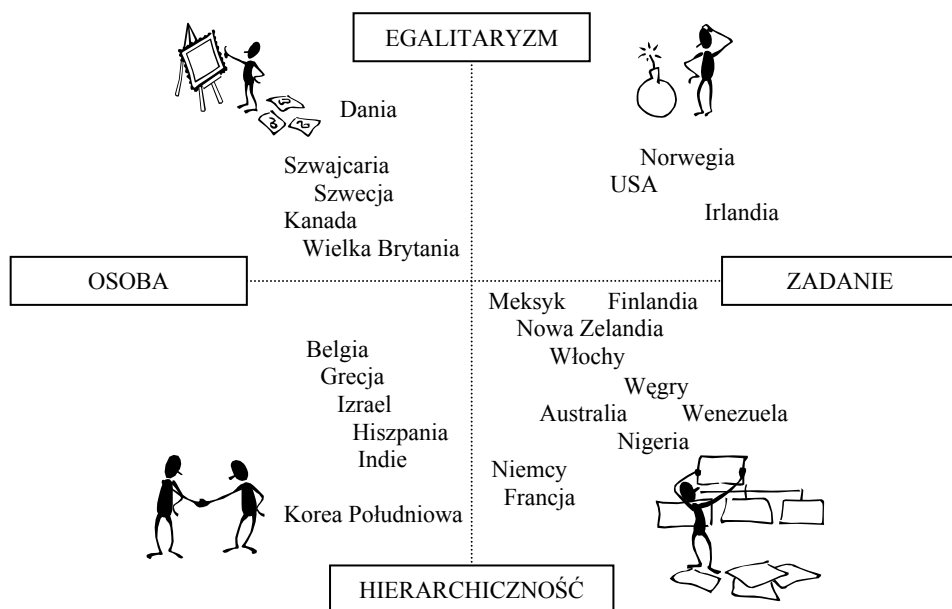 EGALITARYZM
Dania
Norwegia
Szwajcaria
USA
Szwecja
Irlandia
Kanada
Wielka Brytania
OSOBA
ZADANIE
Meksyk
Finlandia
Nowa Zelandia
Belgia
Włochy
Grecja
Węgry
Izrael
Australia
Wenezuela
Hiszpania
Nigeria
Indie
Niemcy
Francja
Korea Południowa
HIERARCHICZNOŚĆ